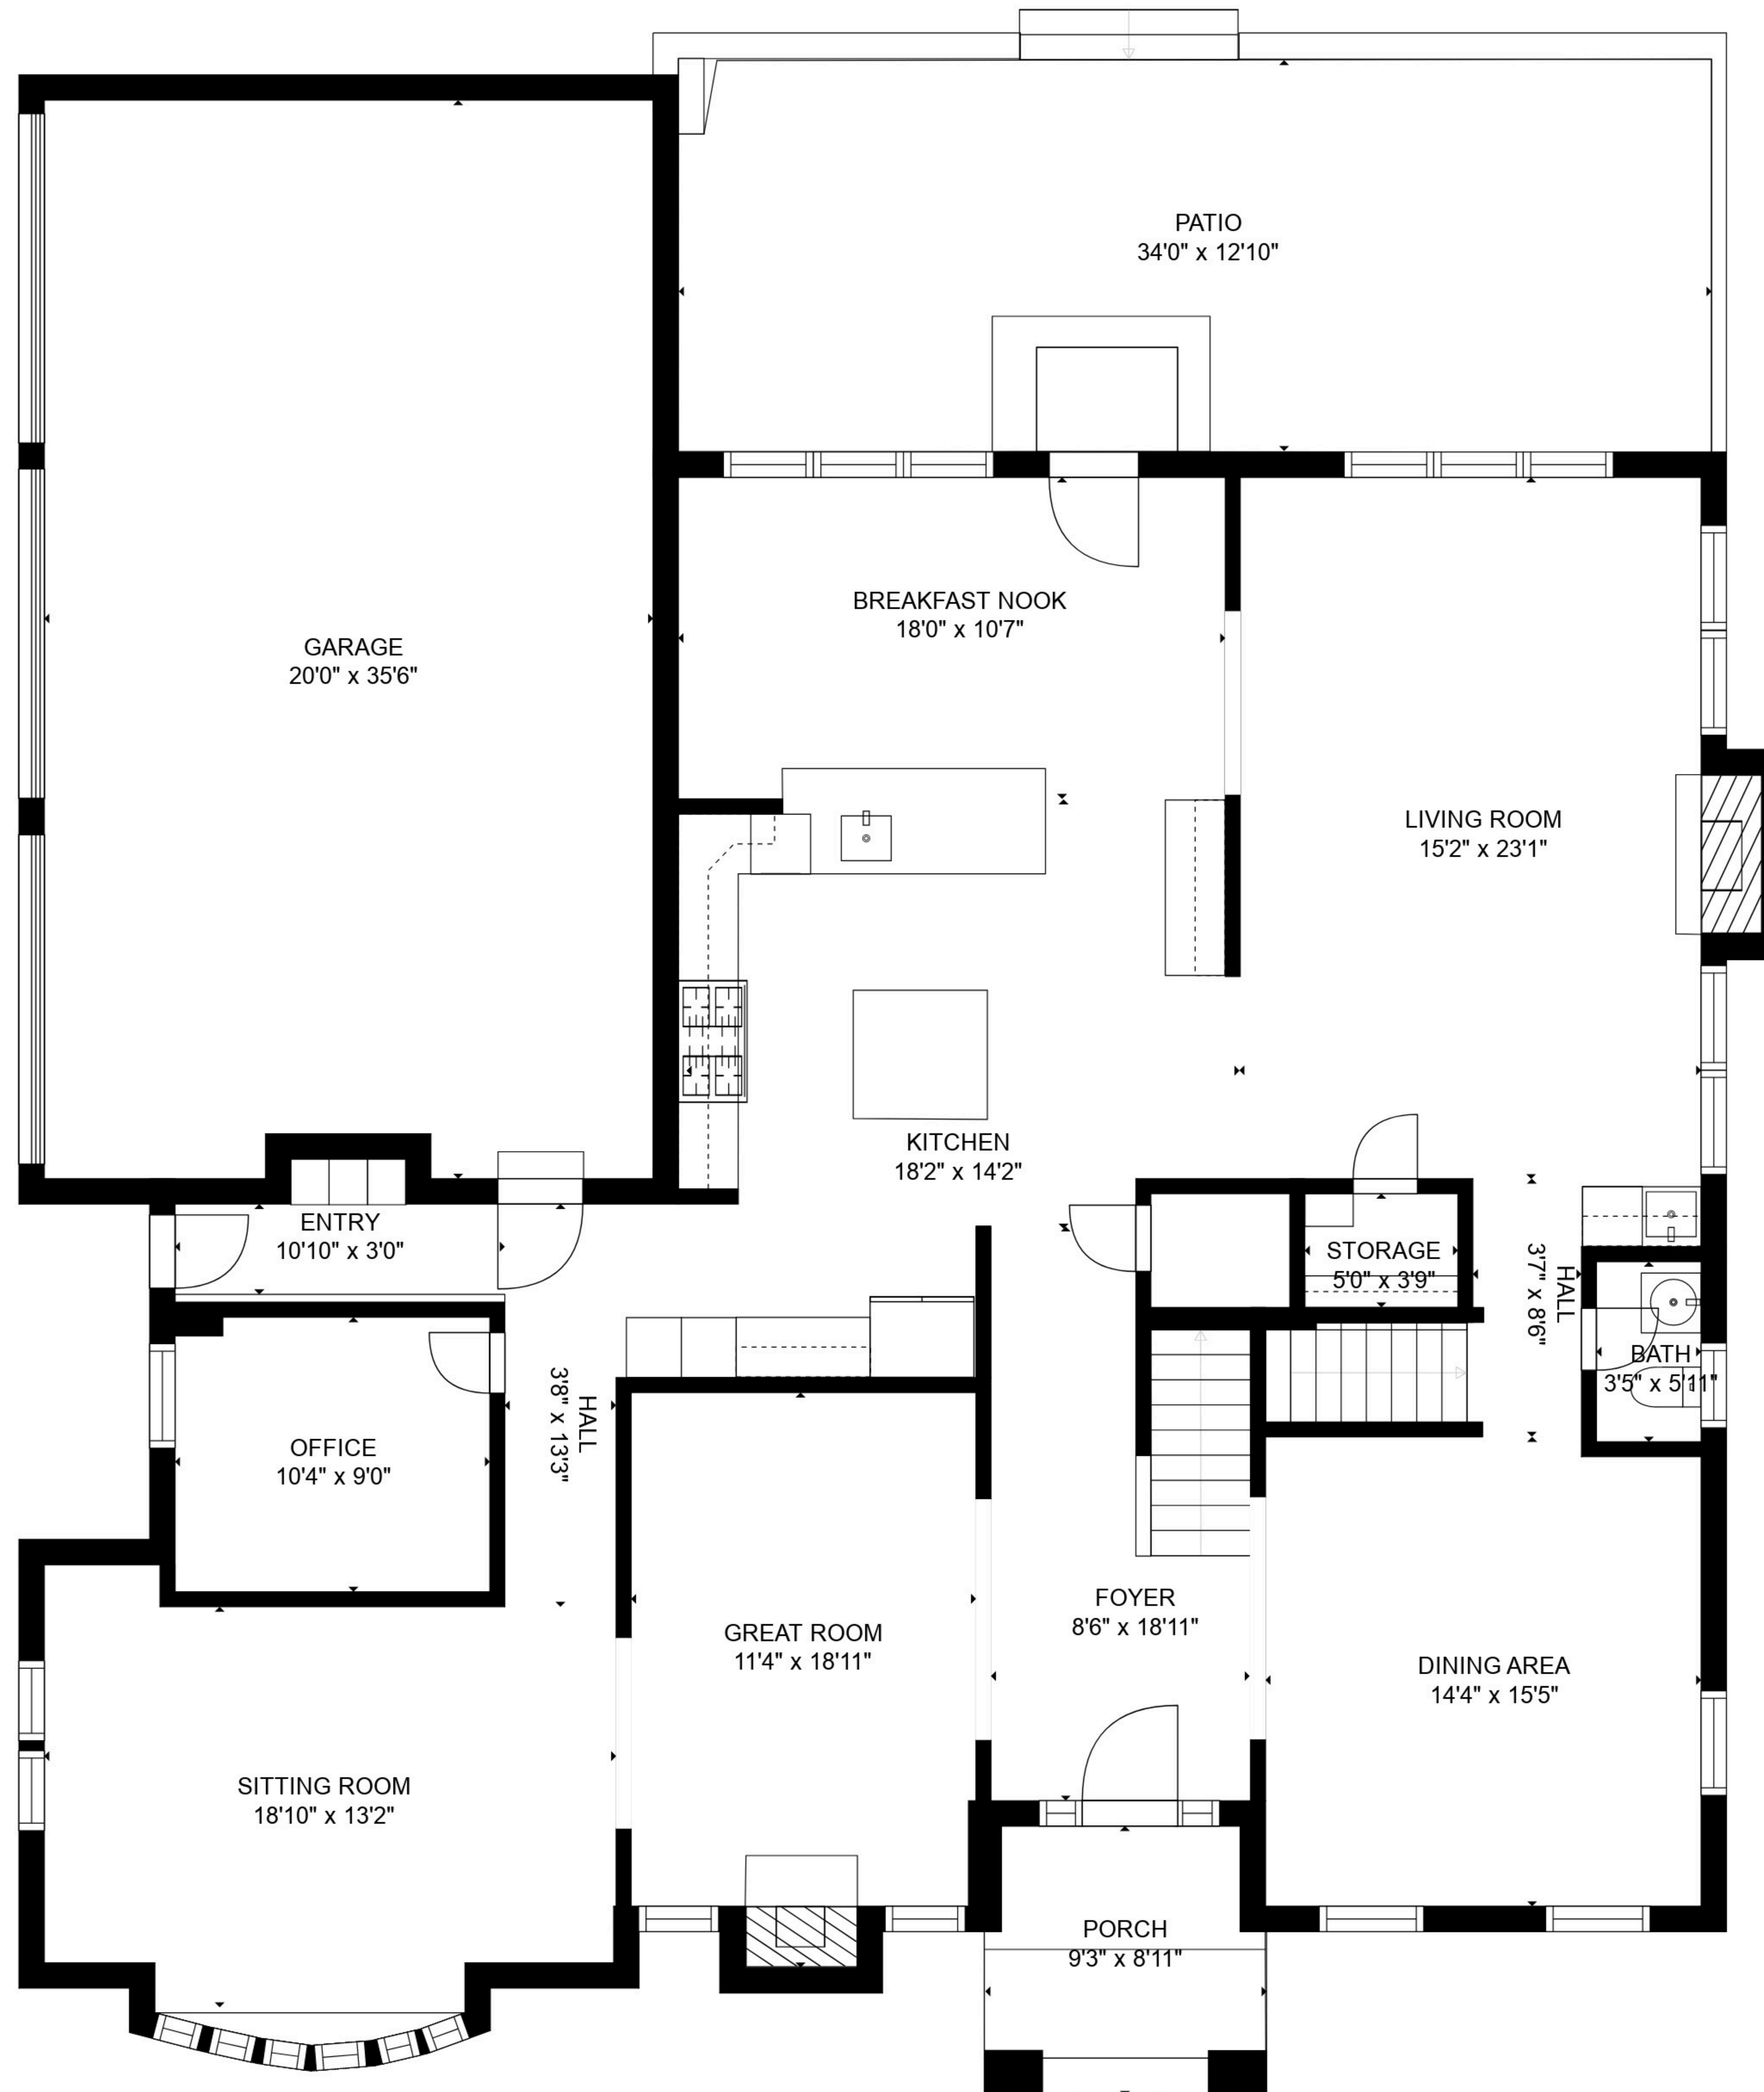 PATIO
34'0" x 12'10"
BREAKFAST NOOK
18'0" x 10'7"
GARAGE
20'0" x 35'6"
LIVING ROOM
15'2" x 23'1"
KITCHEN
18'2" x 14'2"
ENTRY
10'10" x 3'0"
STORAGE
5'0" x 3'9"
HALL
3'7" x 8'6"
BATH
3'5" x 5'11"
HALL
3'8" x 13'3"
OFFICE
10'4" x 9'0"
FOYER
8'6" x 18'11"
GREAT ROOM
11'4" x 18'11"
DINING AREA
14'4" x 15'5"
SITTING ROOM
18'10" x 13'2"
PORCH
9'3" x 8'11"